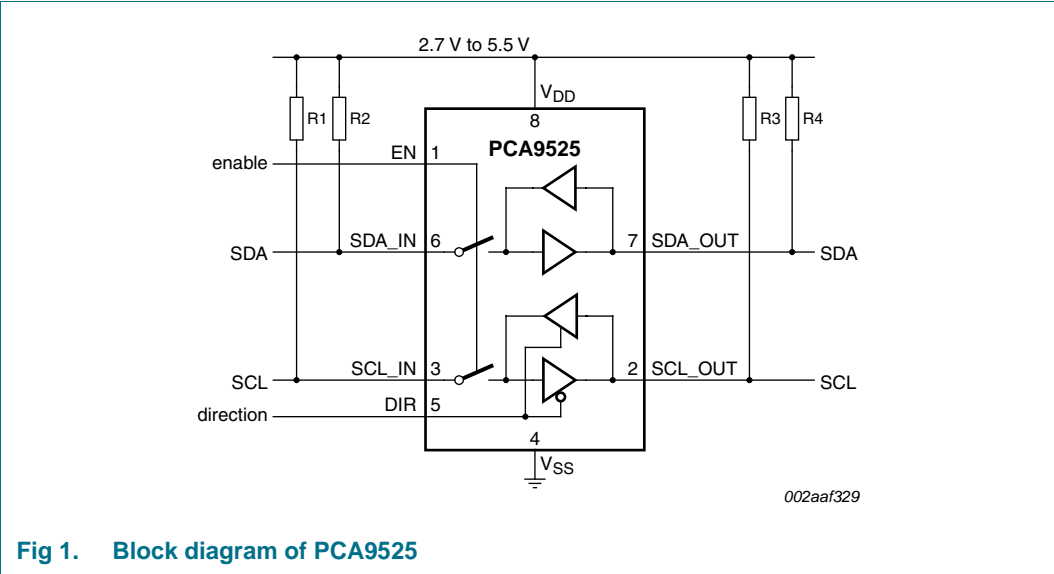 2.7 V to 5.5 V
R1
R2
VDD
8
R3
R4
PCA9525
enable
EN
1
SDA
SDA_IN
6
7
SDA_OUT
SDA
SCL
SCL_IN
3
2
SCL_OUT
SCL
direction
DIR
5
4
VSS
002aaf329
Fig 1. Block diagram of PCA9525